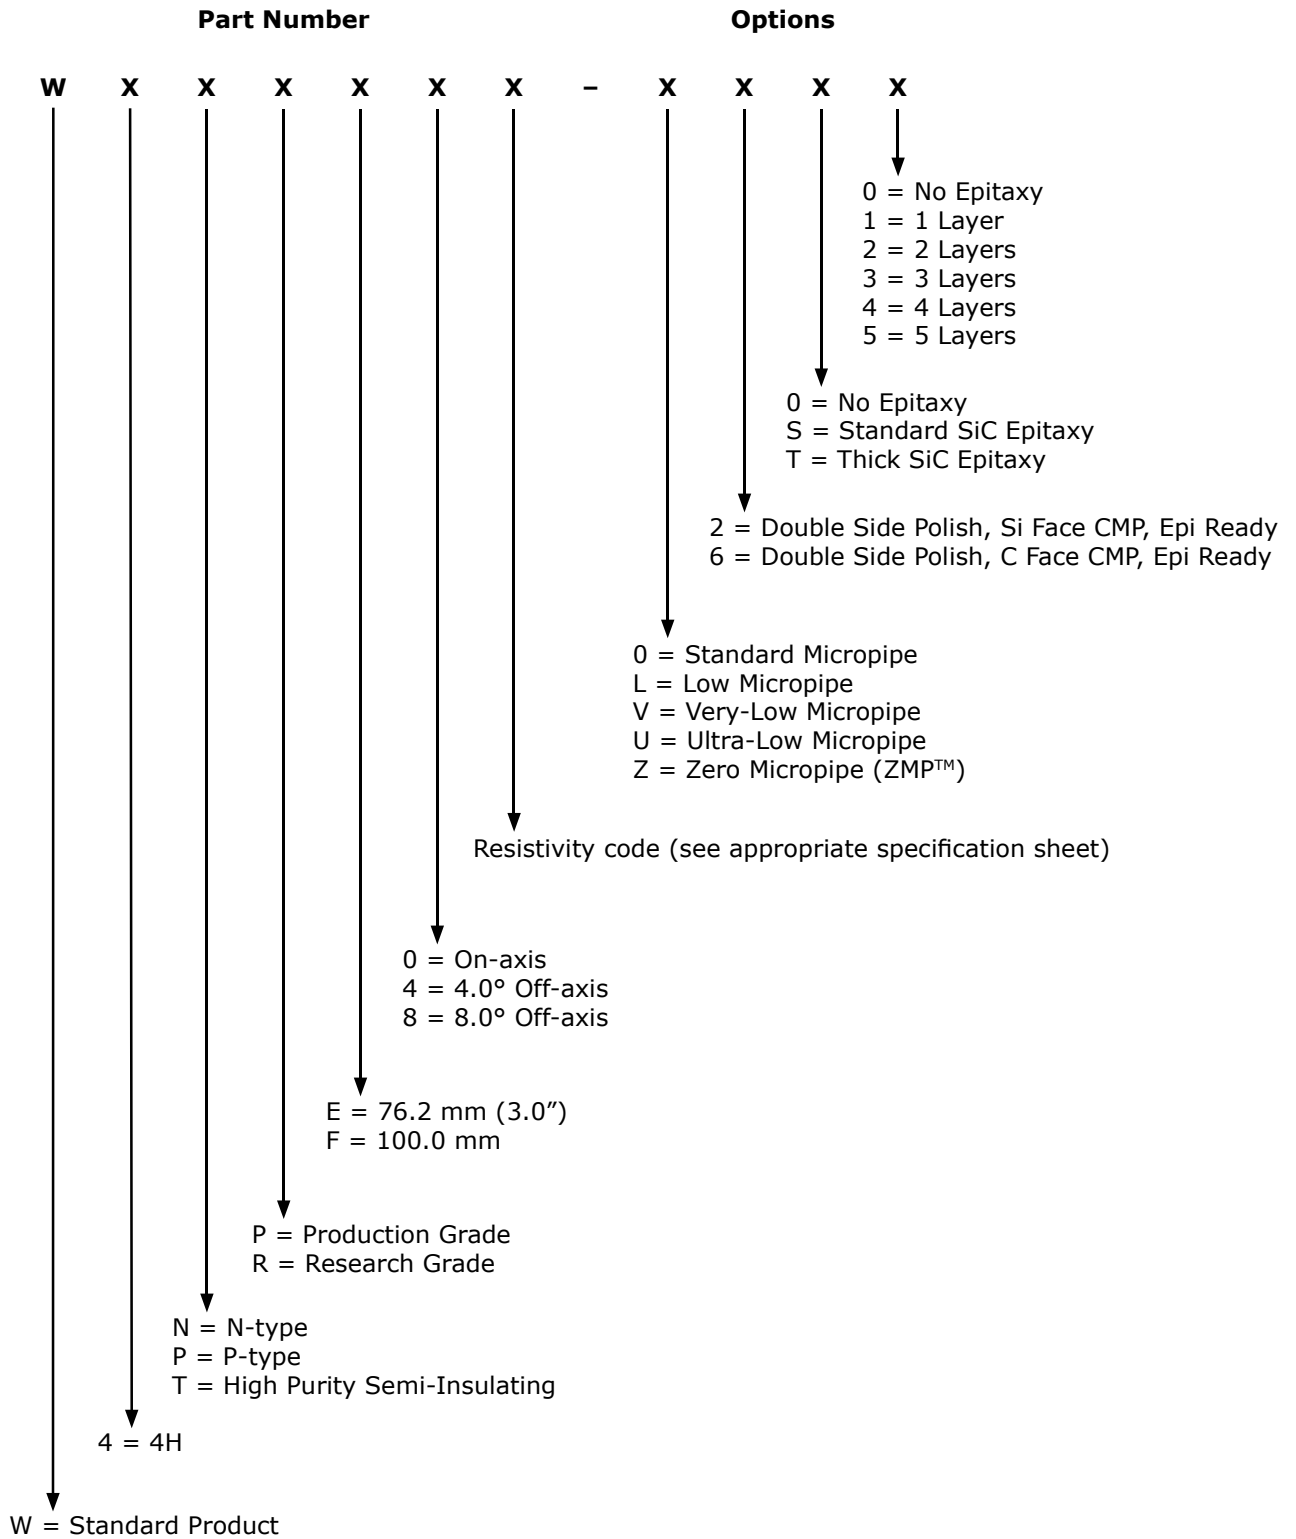 Part Number Options
W X X X X X X – X X X X
0 = No Epitaxy
1 = 1 Layer
2 = 2 Layers
3 = 3 Layers
4 = 4 Layers
5 = 5 Layers
0 = No Epitaxy
S = Standard SiC Epitaxy
T = Thick SiC Epitaxy
2 = Double Side Polish, Si Face CMP, Epi Ready
6 = Double Side Polish, C Face CMP, Epi Ready
0 = Standard Micropipe
L = Low Micropipe
V = Very-Low Micropipe
U = Ultra-Low Micropipe
Z = Zero Micropipe (ZMP™)
Resistivity code (see appropriate specification sheet)
0 = On-axis
4 = 4.0° Off-axis
8 = 8.0° Off-axis
E = 76.2 mm (3.0”)
F = 100.0 mm
P = Production Grade
R = Research Grade
N = N-type
P = P-type
T = High Purity Semi-Insulating
4 = 4H
W = Standard Product